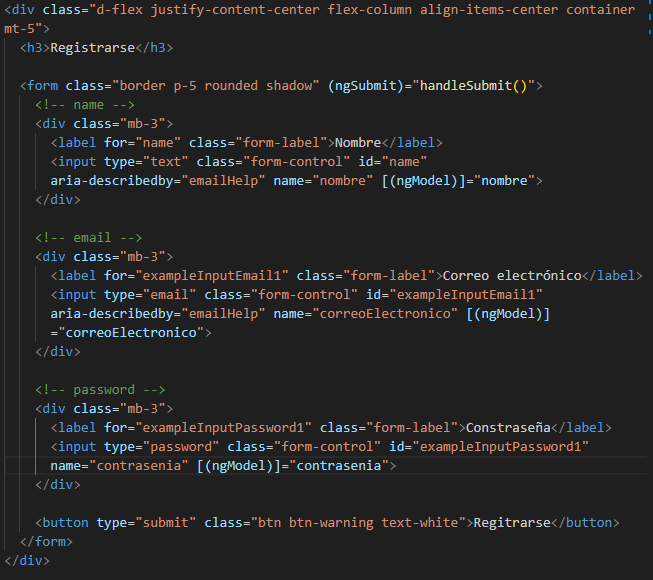 <div class="d-flex justify-content-center flex-column align-items-center container
mt-5">
<h3>Registrarse</h3>
<form class="border p-5 rounded shadow" (ngSubmit)="handleSubmit()">
<!-- name -->
<div class="mb-3">
<label for="name" class="form-label">Nombre</label>
<input type="text" class="form-control" id="name"
aria-describedby="emailHelp" name="nombre" [(ngModel)]="nombre">
</div>
<!-- email -->
<div class="mb-3">
<label for="exampleInputEmail1" class="form-label">Correo electrónico</label>
<input type="email" class="form-control" id="exampleInputEmail1"
aria-describedby="emailHelp" name="correoElectronico" [(ngModel)]
="correoElectronico">
</div>
<!-- password -->
<div class="mb-3">
<label for="exampleInputPassword1" class="form-label">Constraseña</label>
<input type="password" class="form-control" id="exampleInputPassword1"
name="contrasenia" [(ngModel)]="contrasenia">
</div>
<button type="submit" class="btn btn-warning text-white">Regitrarse</button>
</form>
</div>